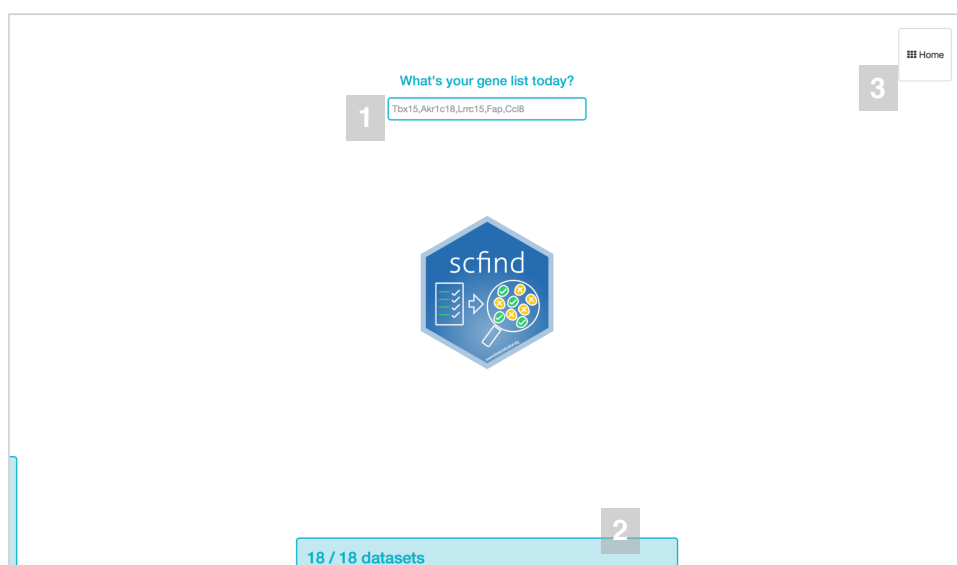 Home
3
What's your gene list today?
1
Tbx15,Akr1c18,Lrrc15,Fap,Ccl8
scfind
2
18 / 18 datasets